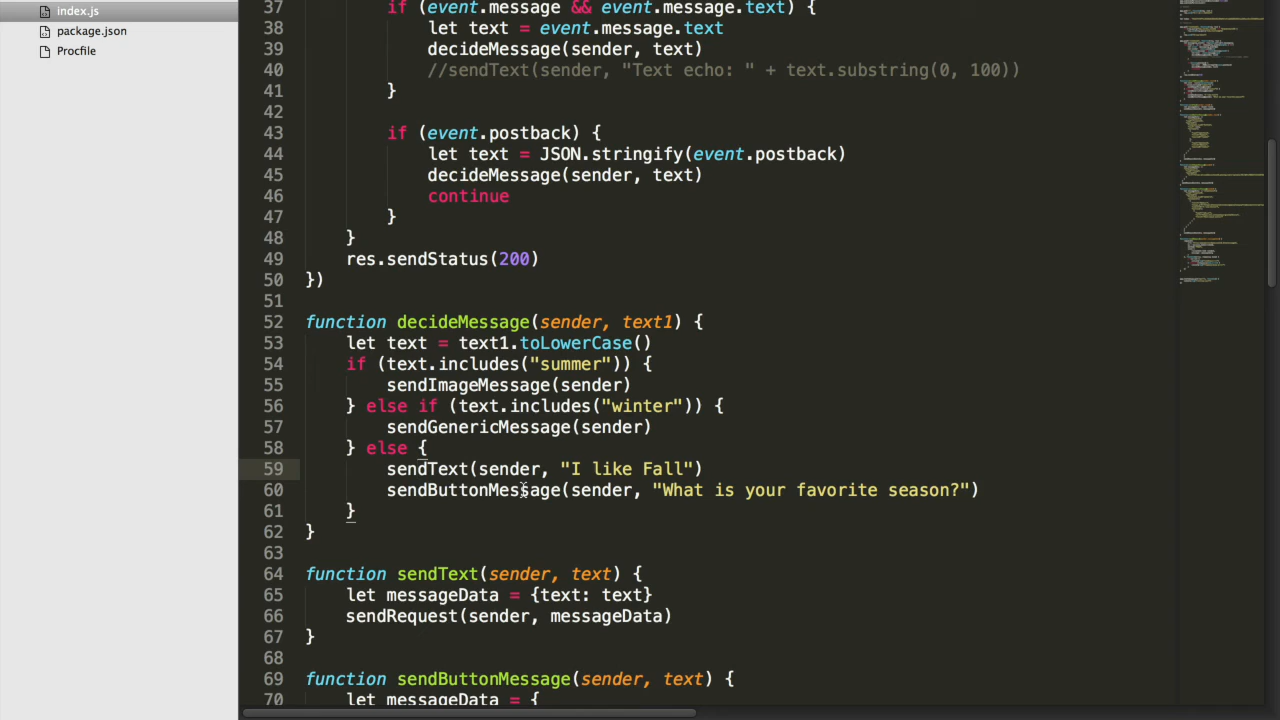 index.js
package.json
Procfile
37 if (event.message && event.message.text) {
38 let text = event.message.text
39 decideMessage(sender, text)
40 //sendText(sender, "Text echo: " + text.substring(0, 100))
41 }
42
43 if (event.postback) {
44 let text = JSON.stringify(event.postback)
45 decideMessage(sender, text)
46 continue
47 }
48 }
49 res.sendStatus(200)
50 })
51
52 function decideMessage(sender, text1) {
53 let text = text1.toLowerCase()
54 if (text.includes("summer")) {
55 sendImageMessage(sender)
56 } else if (text.includes("winter")) {
57 sendGenericMessage(sender)
58 } else {
59 sendText(sender, "I like Fall")
60 sendButtonMessage(sender, "What is your favorite season?")
61 }
62 }
63
64 function sendText(sender, text) {
65 let messageData = {text: text}
66 sendRequest(sender, messageData)
67 }
68
69 function sendButtonMessage(sender, text) {
70 let messageData = {